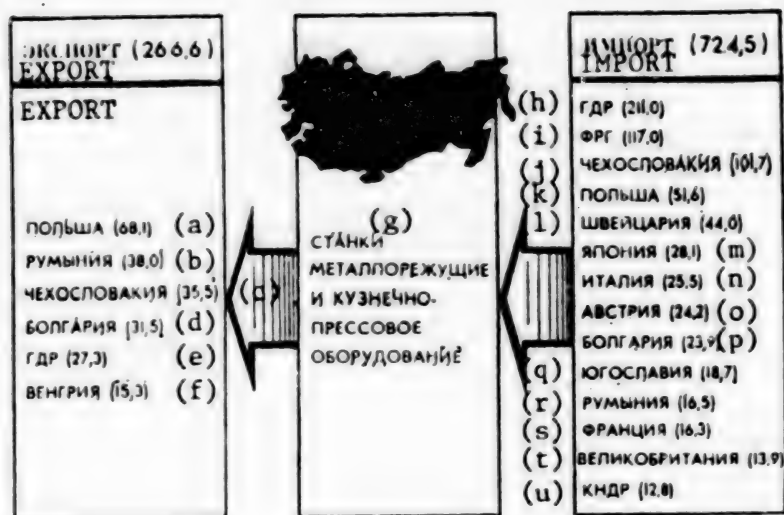 ЭКСПОРТ (266,6)
EXPORT
EXPORT
ПОЛЬША (68,1) (a)
РУМЫНИЯ (38,0) (b)
ЧЕХОСЛОВАКИЯ (35,5) (c)
БОЛГАРИЯ (31,5) (d)
ГДР (27,3) (e)
ВЕНГРИЯ (15,3) (f)
(g)
СТАНКИ
МЕТАЛЛОРЕЖУЩИЕ
И КУЗНЕЧНО-
ПРЕССОВОЕ
ОБОРУДОВАНИЕ
ИМПОРТ (724,5)
IMPORT
(h) ГДР (211,0)
(i) ФРГ (117,0)
(j) ЧЕХОСЛОВАКИЯ (101,7)
(k) ПОЛЬША (51,6)
(l) ШВЕЙЦАРИЯ (44,0)
ЯПОНИЯ (28,1) (m)
ИТАЛИЯ (25,5) (n)
АВСТРИЯ (24,2) (o)
БОЛГАРИЯ (23,9) (p)
(q) ЮГОСЛАВИЯ (18,7)
(r) РУМЫНИЯ (16,5)
(s) ФРАНЦИЯ (16,3)
(t) ВЕЛИКОБРИТАНИЯ (13,9)
(u) КНДР (12,8)